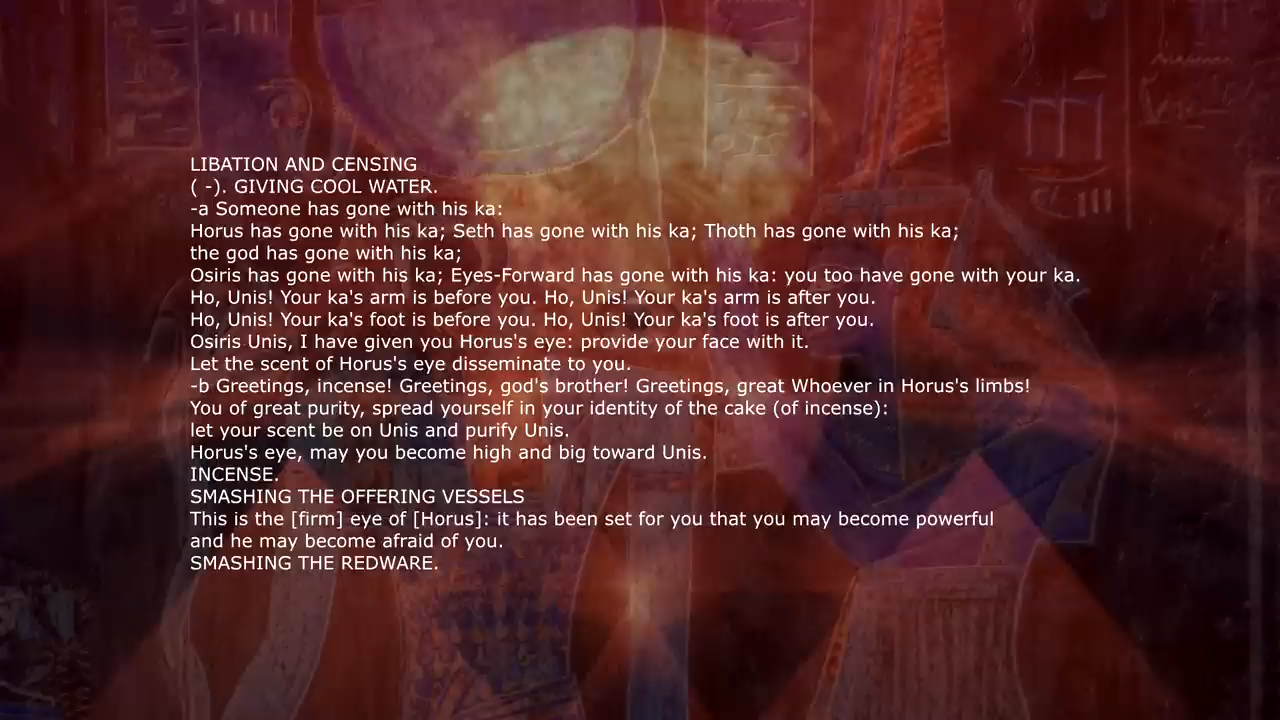 LIBATION AND CENSING
( -). GIVING COOL WATER.
-a Someone has gone with his ka:
Horus has gone with his ka; Seth has gone with his ka; Thoth has gone with his ka;
the god has gone with his ka;
Osiris has gone with his ka; Eyes-Forward has gone with his ka: you too have gone with your ka.
Ho, Unis! Your ka's arm is before you. Ho, Unis! Your ka's arm is after you.
Ho, Unis! Your ka's foot is before you. Ho, Unis! Your ka's foot is after you.
Osiris Unis, I have given you Horus's eye: provide your face with it.
Let the scent of Horus's eye disseminate to you.
-b Greetings, incense! Greetings, god's brother! Greetings, great Whoever in Horus's limbs!
You of great purity, spread yourself in your identity of the cake (of incense):
let your scent be on Unis and purify Unis.
Horus's eye, may you become high and big toward Unis.
INCENSE.
SMASHING THE OFFERING VESSELS
This is the [firm] eye of [Horus]: it has been set for you that you may become powerful
and he may become afraid of you.
SMASHING THE REDWARE.